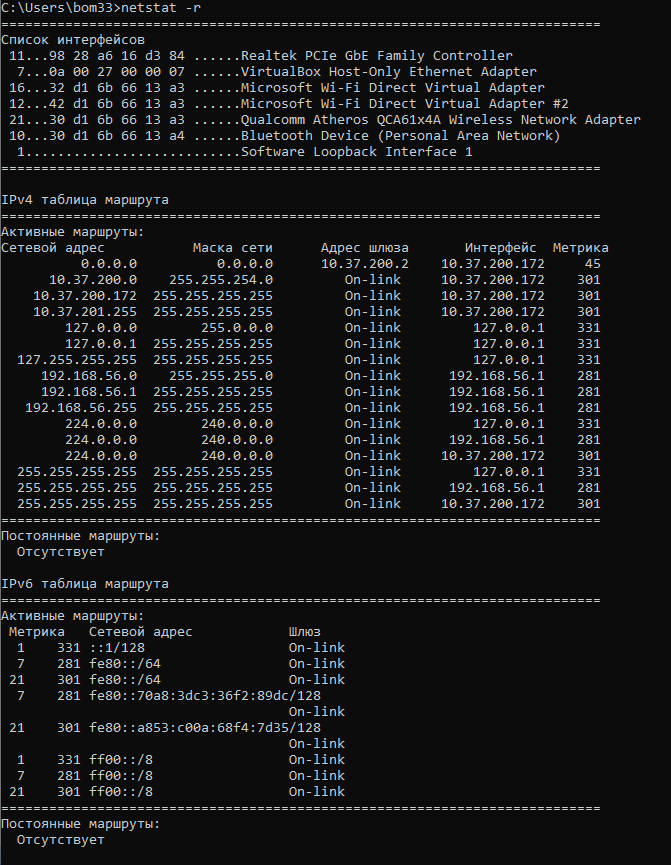 C:\Users\bom33>netstat -r
===========================================================================
Список интерфейсов
 11...98 28 a6 16 d3 84 ......Realtek PCIe GbE Family Controller
  7...0a 00 27 00 00 07 ......VirtualBox Host-Only Ethernet Adapter
 16...32 d1 6b 66 13 a3 ......Microsoft Wi-Fi Direct Virtual Adapter
 12...42 d1 6b 66 13 a3 ......Microsoft Wi-Fi Direct Virtual Adapter #2
 21...30 d1 6b 66 13 a3 ......Qualcomm Atheros QCA61x4A Wireless Network Adapter
 10...30 d1 6b 66 13 a4 ......Bluetooth Device (Personal Area Network)
  1...........................Software Loopback Interface 1
===========================================================================

IPv4 таблица маршрута
===========================================================================
Активные маршруты:
Сетевой адрес           Маска сети      Адрес шлюза       Интерфейс  Метрика
          0.0.0.0          0.0.0.0      10.37.200.2    10.37.200.172     45
      10.37.200.0    255.255.254.0         On-link     10.37.200.172    301
    10.37.200.172  255.255.255.255         On-link     10.37.200.172    301
    10.37.201.255  255.255.255.255         On-link     10.37.200.172    301
        127.0.0.0        255.0.0.0         On-link         127.0.0.1    331
        127.0.0.1  255.255.255.255         On-link         127.0.0.1    331
  127.255.255.255  255.255.255.255         On-link         127.0.0.1    331
     192.168.56.0    255.255.255.0         On-link      192.168.56.1    281
     192.168.56.1  255.255.255.255         On-link      192.168.56.1    281
   192.168.56.255  255.255.255.255         On-link      192.168.56.1    281
        224.0.0.0        240.0.0.0         On-link         127.0.0.1    331
        224.0.0.0        240.0.0.0         On-link      192.168.56.1    281
        224.0.0.0        240.0.0.0         On-link     10.37.200.172    301
  255.255.255.255  255.255.255.255         On-link         127.0.0.1    331
  255.255.255.255  255.255.255.255         On-link      192.168.56.1    281
  255.255.255.255  255.255.255.255         On-link     10.37.200.172    301
===========================================================================
Постоянные маршруты:
  Отсутствует

IPv6 таблица маршрута
===========================================================================
Активные маршруты:
 Метрика   Сетевой адрес            Шлюз
  1    331 ::1/128                  On-link
  7    281 fe80::/64                On-link
 21    301 fe80::/64                On-link
  7    281 fe80::70a8:3dc3:36f2:89dc/128
                                    On-link
 21    301 fe80::a853:c00a:68f4:7d35/128
                                    On-link
  1    331 ff00::/8                 On-link
  7    281 ff00::/8                 On-link
 21    301 ff00::/8                 On-link
===========================================================================
Постоянные маршруты:
  Отсутствует